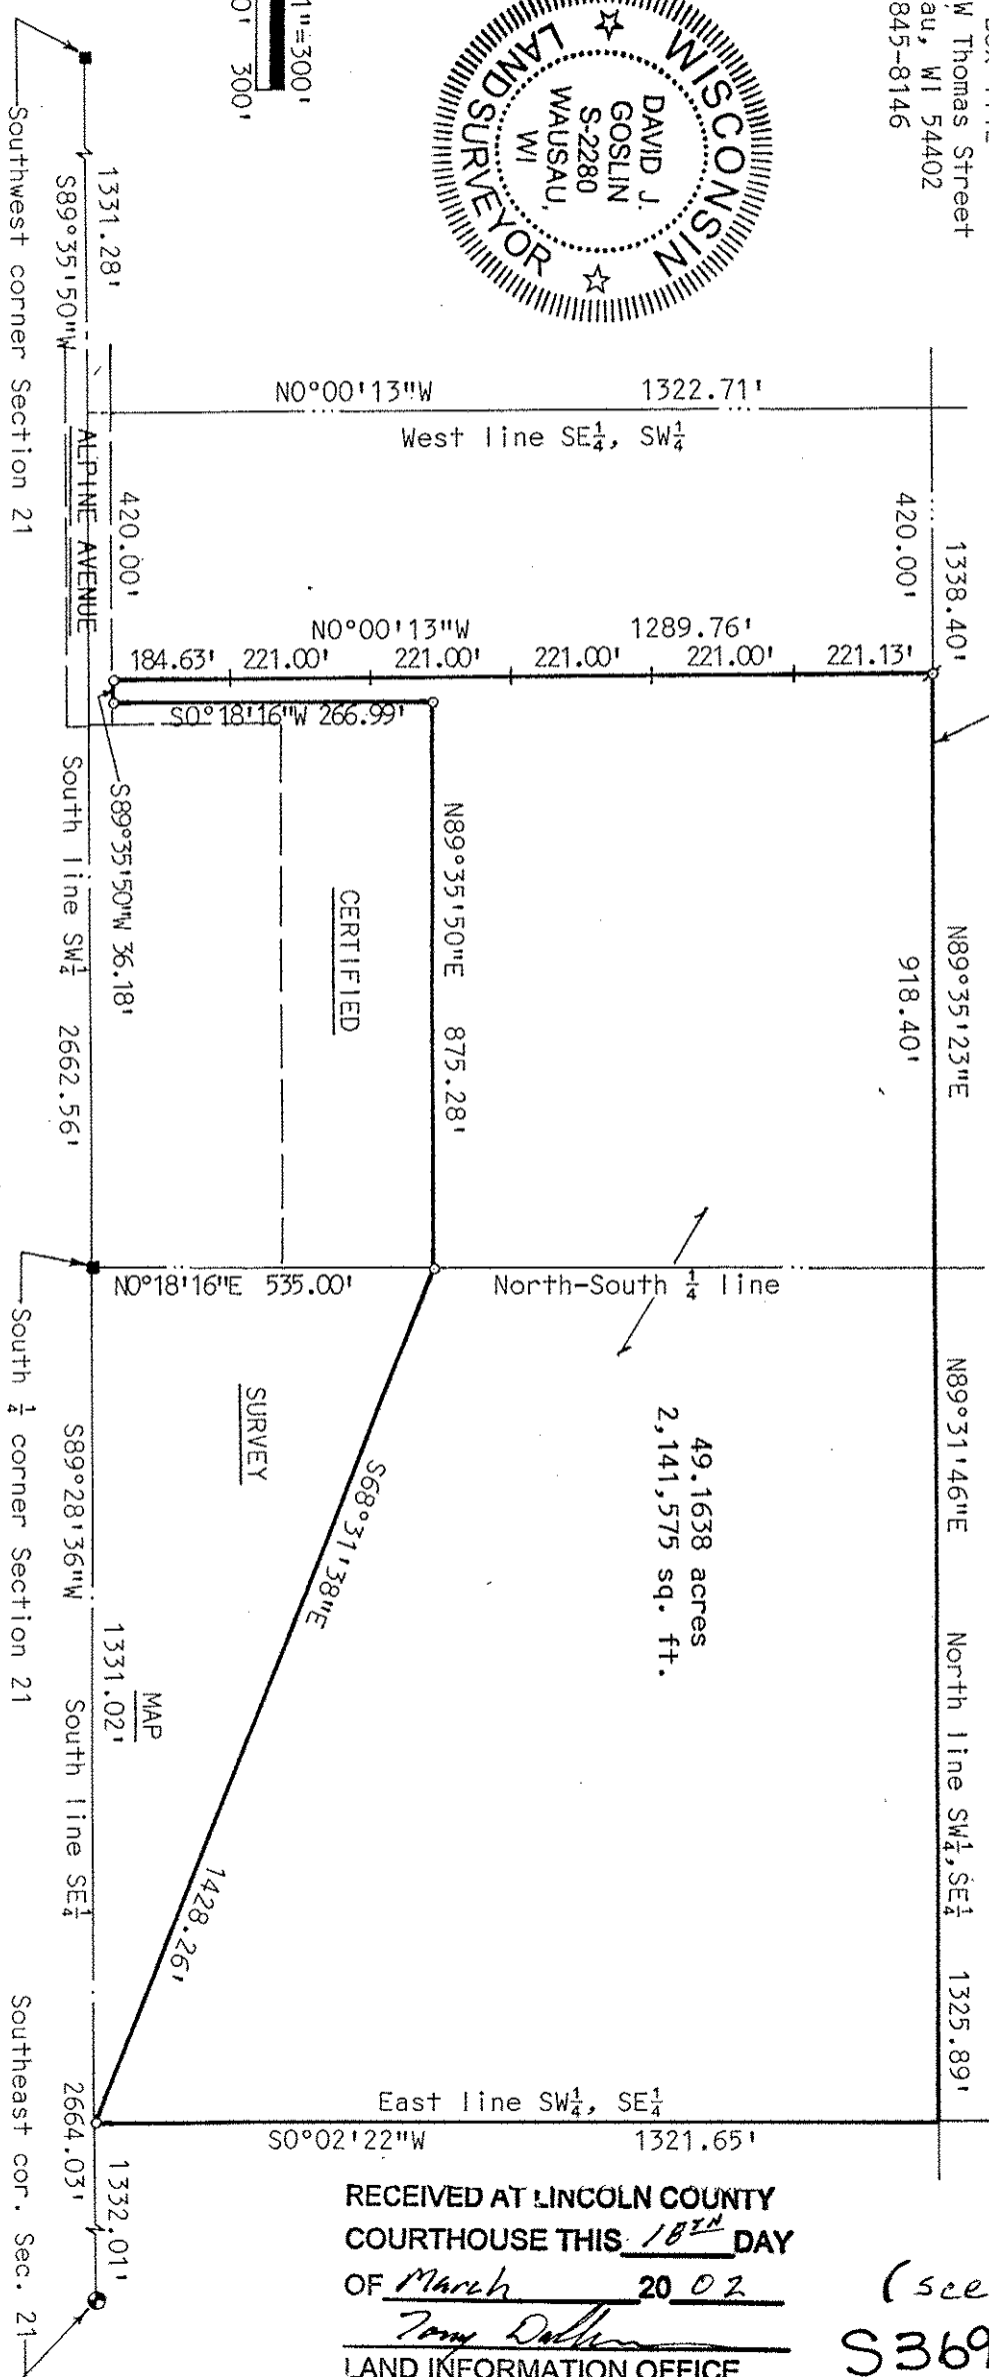 W Thomas Street
au, WI 54402
845-8146
WISCONSIN
LAND SURVEYOR
DAVID J.
GOSLIN
S-2280
WAUSAU,
WI
1"=300'
0' 300'
1331.28'
S89°35'50"W
Southwest corner Section 21
N0°00'13"W 1322.71'
West line SE¼, SW¼
ALPINE AVENUE
420.00'
420.00'
1338.40'
N0°00'13"W 1289.76'
184.63' 221.00' 221.00' 221.00' 221.00' 221.13'
S0°18'16"W 266.99'
S89°35'50"W 36.18'
South line SW¼ 2662.56'
CERTIFIED
N89°35'50"E 875.28'
N89°35'23"E
918.40'
N0°18'16"E 535.00'
North-South ¼ line
South ¼ corner Section 21
SURVEY
S68°31'38"E 1428.26'
49.1638 acres
2,141,575 sq. ft.
N89°31'46"E North line SW¼,SE¼ 1325.89'
MAP
1331.02'
S89°28'36"W South line SE¼ 2664.03'
1332.01'
Southeast cor. Sec. 21
East line SW¼, SE¼
S0°02'22"W 1321.65'
RECEIVED AT LINCOLN COUNTY
COURTHOUSE THIS 18TH DAY
OF March 20 02
LAND INFORMATION OFFICE
(see
S369